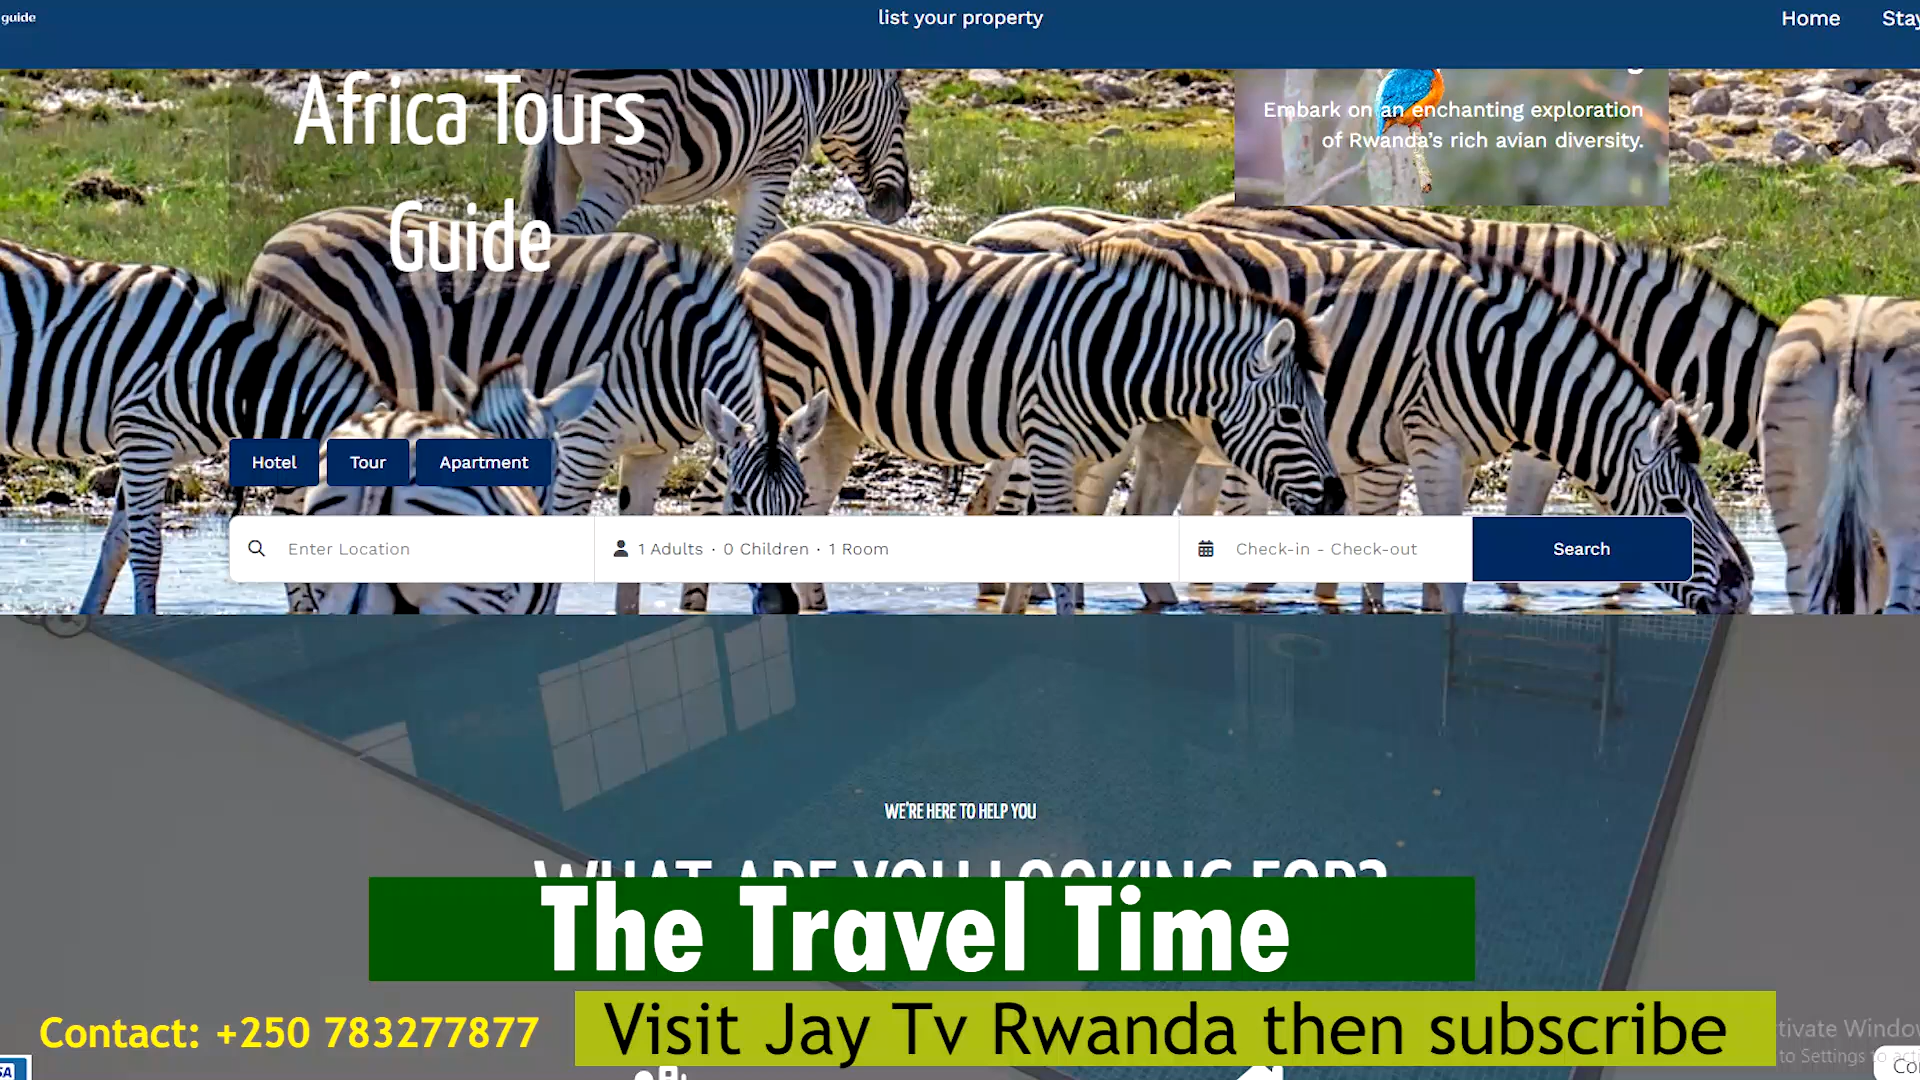 guide
list your property
Home
Africa Tours
Guide
Embark on an enchanting exploration
of Rwanda's rich avian diversity.
Hotel
Tour
Apartment
Enter Location
1 Adults · 0 Children · 1 Room
Check-in - Check-out
Search
WE'RE HERE TO HELP YOU
WHAT ARE YOU LOOKING FOR?
The Travel Time
Contact: +250 783277877
Visit Jay Tv Rwanda then subscribe
to Settings to